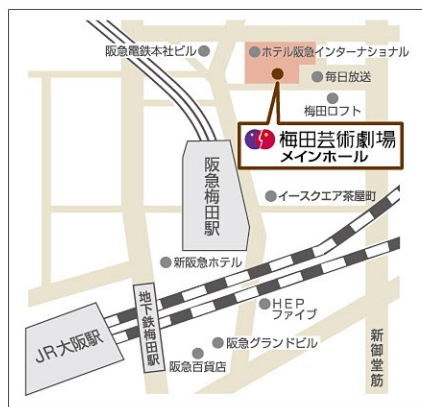 阪急電鉄本社ビル
ホテル阪急インターナショナル
毎日放送
梅田ロフト
梅田芸術劇場
メインホール
阪急梅田駅
イースクエア茶屋町
新阪急ホテル
地下鉄梅田駅
HEP
ファイブ
JR大阪駅
阪急グランドビル
阪急百貨店
新御堂筋